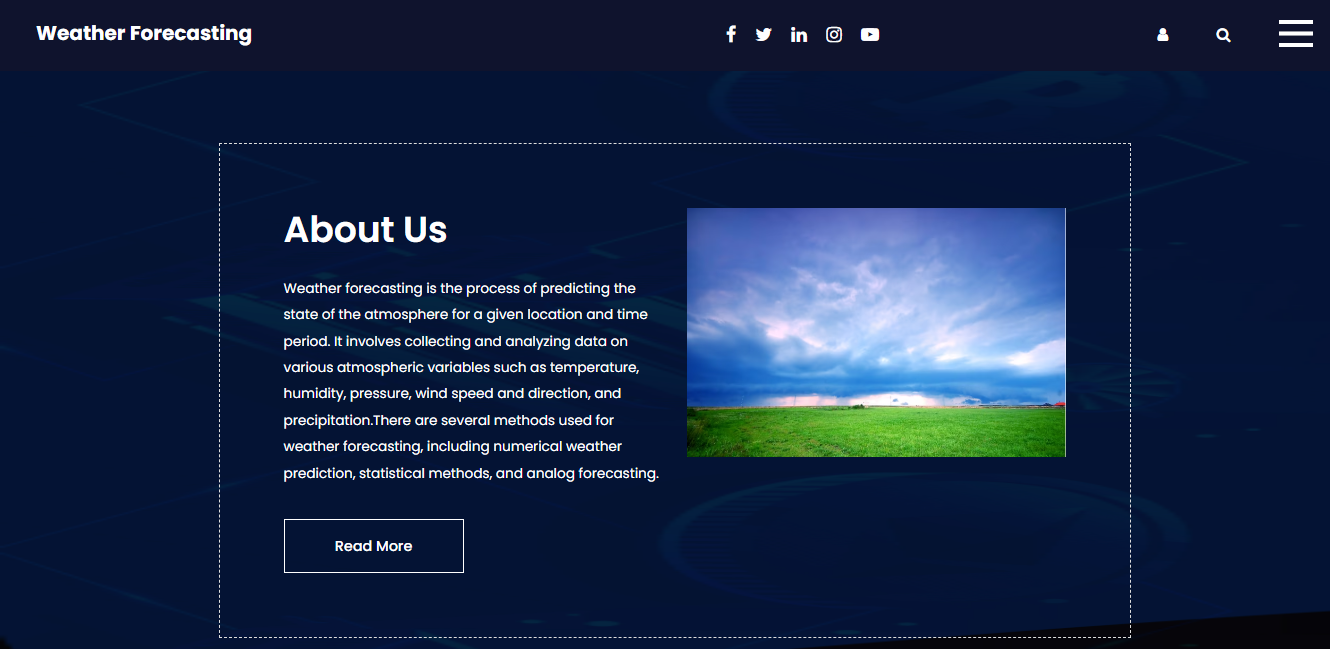 Weather Forecasting
About Us
Weather forecasting is the process of predicting the
state of the atmosphere for a given location and time
period. It involves collecting and analyzing data on
various atmospheric variables such as temperature,
humidity, pressure, wind speed and direction, and
precipitation.There are several methods used for
weather forecasting, including numerical weather
prediction, statistical methods, and analog forecasting.
Read More